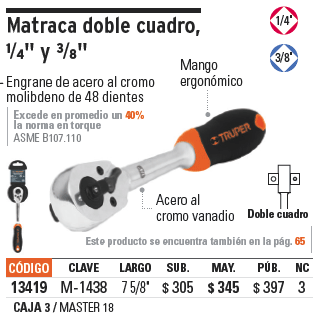 Matraca doble cuadro,
1/4" y 3/8"
1/4"
3/8"
- Engrane de acero al cromo
molibdeno de 48 dientes
Excede en promedio un 40%
la norma en torque
ASME B107.110
Mango
ergonómico
TRUPER
Acero al
cromo vanadio
Doble cuadro
Este producto se encuentra también en la pág. 65
CÓDIGO CLAVE LARGO SUB. MAY. PÚB. NC
13419 M-1438 7 5/8" $ 305 $ 345 $ 397 3
CAJA 3 / MASTER 18